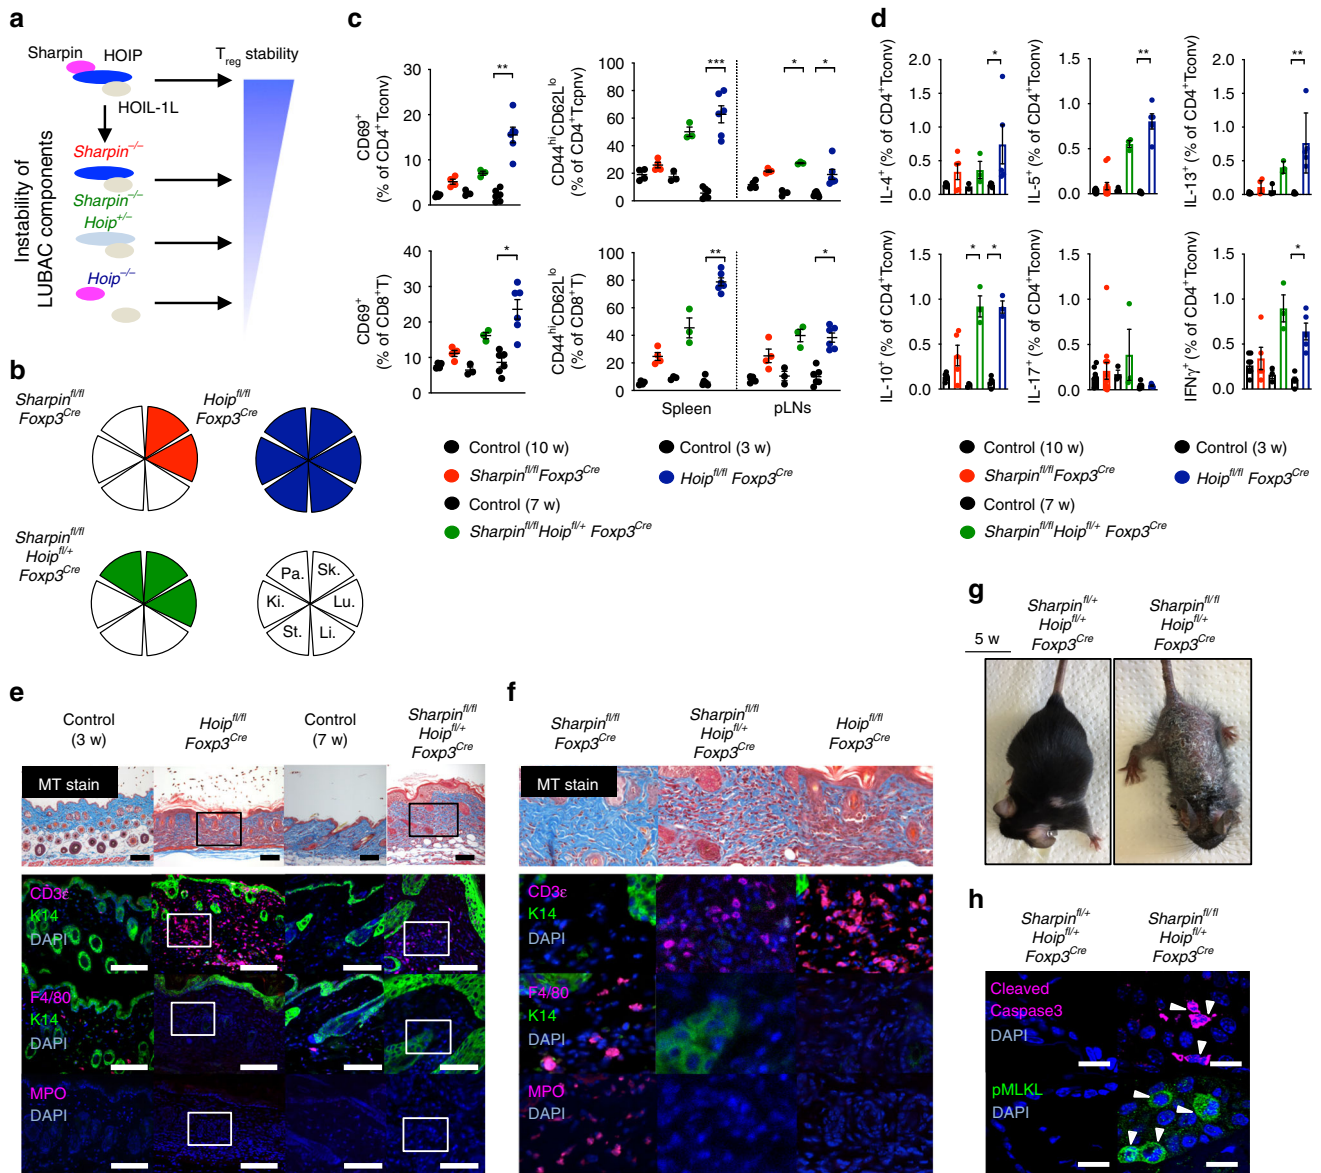 a
Sharpin HOIP
HOIL-1L
Treg stability
Instability of
LUBAC components
Sharpin–/–
Sharpin–/–
Hoip+/–
Hoip–/–
b
Sharpinfl/fl
Foxp3Cre
Hoipfl/fl
Foxp3Cre
Sharpinfl/fl
Hoipfl/+
Foxp3Cre
Pa. Sk.
Ki. Lu.
St. Li.
c
CD69+
(% of CD4+Tconv)
30
20
10
0
**
CD44hiCD62Llo
(% of CD4+Tcpnv)
100
80
60
40
20
0
***
*
*
CD69+
(% of CD8+T)
40
30
20
10
0
*
CD44hiCD62Llo
(% of CD8+T)
100
80
60
40
20
0
**
*
Spleen pLNs
Control (10 w)
Sharpinfl/flFoxp3Cre
Control (7 w)
Sharpinfl/flHoipfl/+ Foxp3Cre
Control (3 w)
Hoipfl/fl Foxp3Cre
d
IL-4+ (% of CD4+Tconv)
2.0
1.5
1.0
0.5
0.0
*
IL-5+ (% of CD4+Tconv)
1.5
1.0
0.5
0.0
**
IL-13+ (% of CD4+Tconv)
2.0
1.5
1.0
0.5
0.0
**
IL-10+ (% of CD4+Tconv)
1.5
1.0
0.5
0.0
*
*
IL-17+ (% of CD4+Tconv)
1.5
1.0
0.5
0.0
IFNγ+ (% of CD4+Tconv)
1.5
1.0
0.5
0.0
*
Control (10 w)
Sharpinfl/flFoxp3Cre
Control (7 w)
Sharpinfl/flHoipfl/+ Foxp3Cre
Control (3 w)
Hoipfl/fl Foxp3Cre
e
Control
(3 w)
Hoipfl/fl
Foxp3Cre
Control
(7 w)
Sharpinfl/fl
Hoipfl/+
Foxp3Cre
MT stain
CD3ε
K14
DAPI
F4/80
K14
DAPI
MPO
DAPI
f
Sharpinfl/fl
Foxp3Cre
Sharpinfl/fl
Hoipfl/+
Foxp3Cre
Hoipfl/fl
Foxp3Cre
MT stain
CD3ε
K14
DAPI
F4/80
K14
DAPI
MPO
DAPI
g
5 w
Sharpinfl/+
Hoipfl/+
Foxp3Cre
Sharpinfl/fl
Hoipfl/+
Foxp3Cre
h
Sharpinfl/+
Hoipfl/+
Foxp3Cre
Sharpinfl/fl
Hoipfl/+
Foxp3Cre
Cleaved
Caspase3
DAPI
pMLKL
DAPI